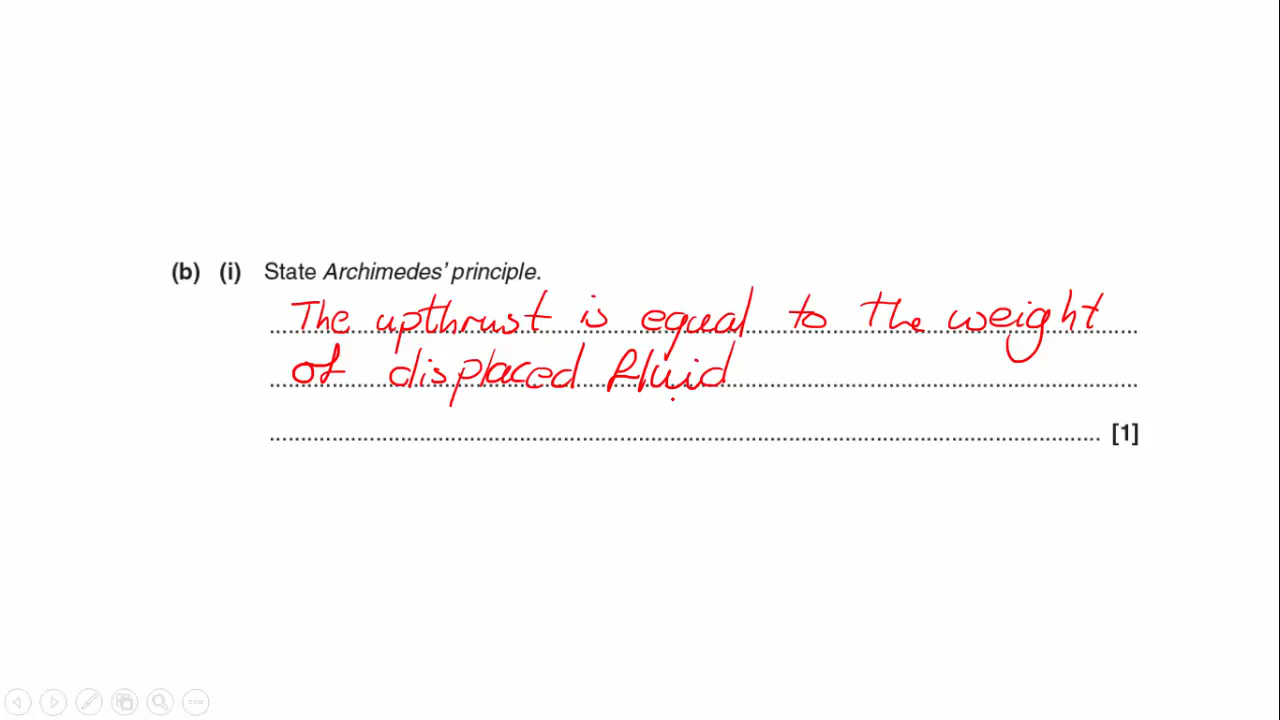 (b) (i) State Archimedes' principle.
The upthrust is equal to the weight
of displaced fluid
[1]